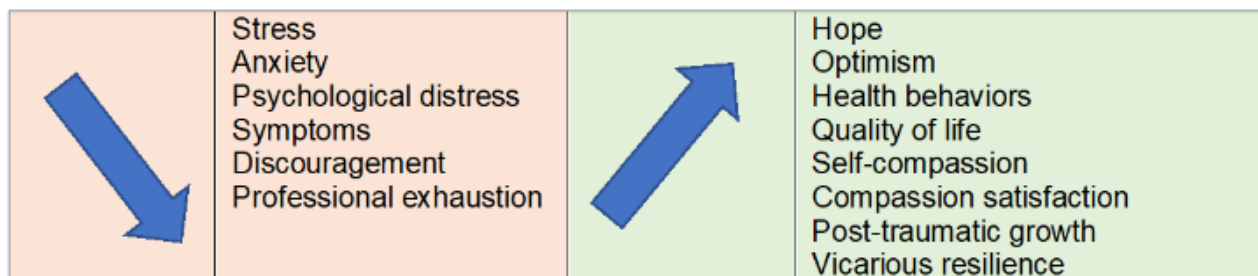 Stress
Anxiety
Psychological distress
Symptoms
Discouragement
Professional exhaustion
Hope
Optimism
Health behaviors
Quality of life
Self-compassion
Compassion satisfaction
Post-traumatic growth
Vicarious resilience